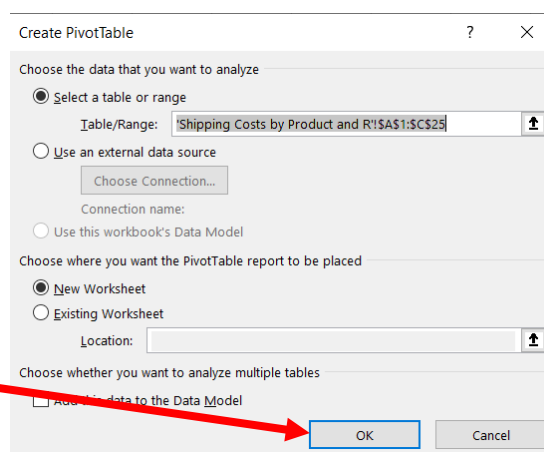 Create PivotTable ? ×
Choose the data that you want to analyze
Select a table or range
Table/Range: 'Shipping Costs by Product and R'!$A$1:$C$25
Use an external data source
Choose Connection...
Connection name:
Use this workbook's Data Model
Choose where you want the PivotTable report to be placed
New Worksheet
Existing Worksheet
Location:
Choose whether you want to analyze multiple tables
Add this data to the Data Model
OK Cancel